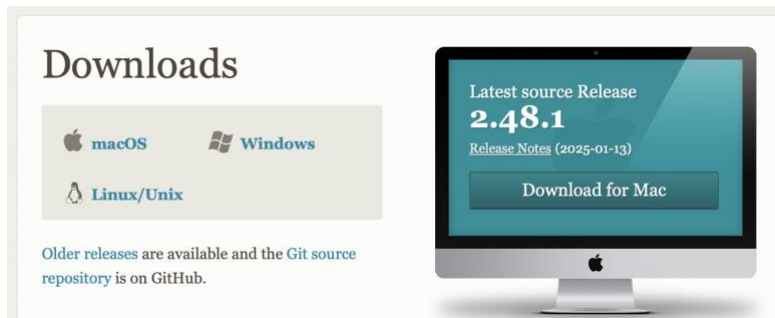 Downloads
macOS
Windows
Linux/Unix
Older releases are available and the Git source
repository is on GitHub.
Latest source Release
2.48.1
Release Notes (2025-01-13)
Download for Mac